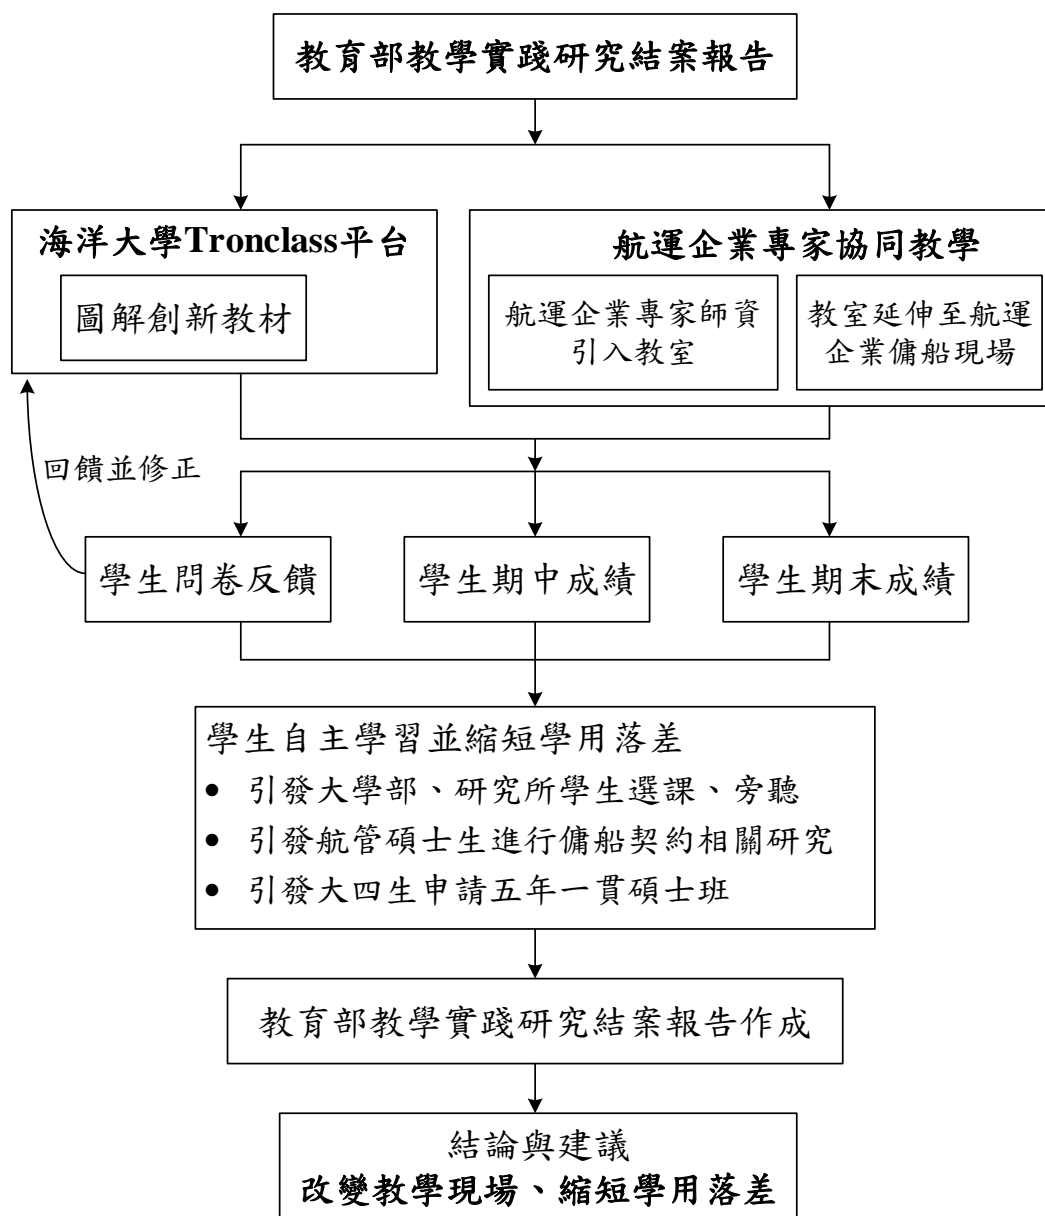 教育部教學實踐研究結案報告
海洋大學Tronclass平台
圖解創新教材
航運企業專家協同教學
航運企業專家師資
引入教室
教室延伸至航運
企業傭船現場
回饋並修正
學生問卷反饋
學生期中成績
學生期末成績
學生自主學習並縮短學用落差
• 引發大學部、研究所學生選課、旁聽
• 引發航管碩士生進行傭船契約相關研究
• 引發大四生申請五年一貫碩士班
教育部教學實踐研究結案報告作成
結論與建議
改變教學現場、縮短學用落差